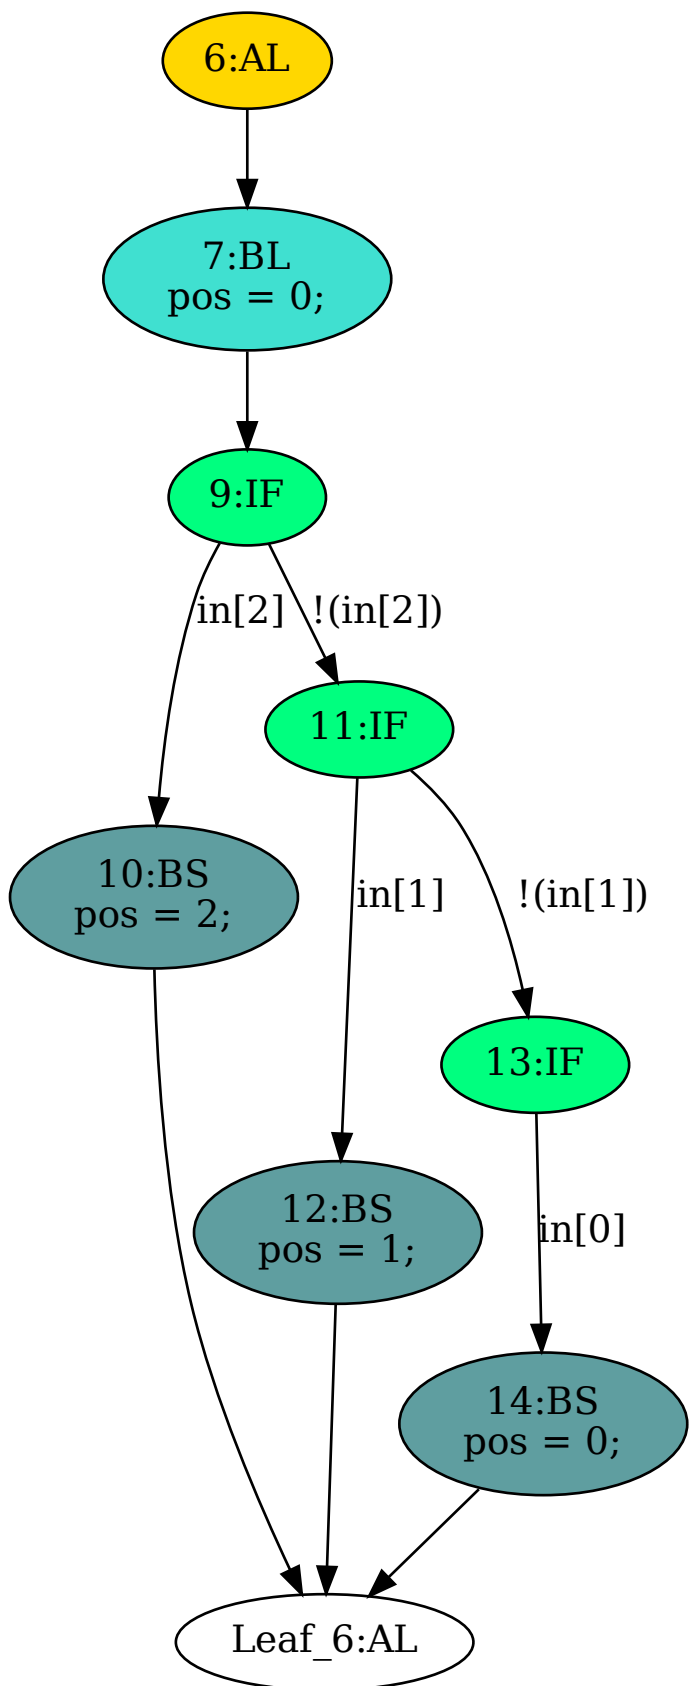 6:AL
7:BL
pos = 0;
9:IF
in[2]
!(in[2])
11:IF
10:BS
pos = 2;
in[1]
!(in[1])
13:IF
12:BS
pos = 1;
in[0]
14:BS
pos = 0;
Leaf_6:AL